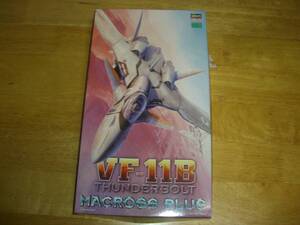 VF-11B
THUNDERBOLT
MACROSS PLUS